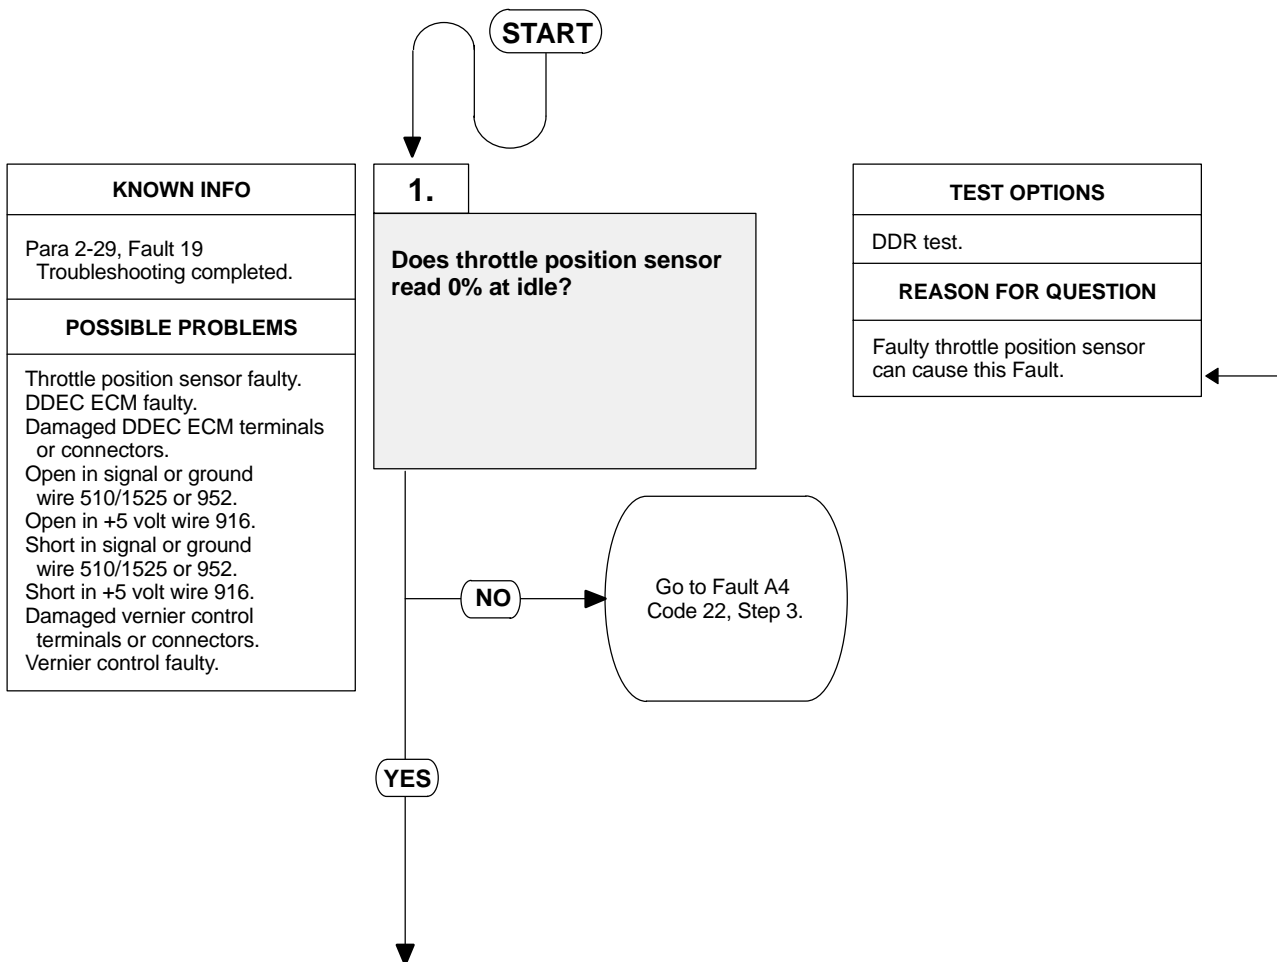 START
KNOWN INFO
Para 2-29, Fault 19
Troubleshooting completed.
POSSIBLE PROBLEMS
Throttle position sensor faulty.
DDEC ECM faulty.
Damaged DDEC ECM terminals
or connectors.
Open in signal or ground
wire 510/1525 or 952.
Open in +5 volt wire 916.
Short in signal or ground
wire 510/1525 or 952.
Short in +5 volt wire 916.
Damaged vernier control
terminals or connectors.
Vernier control faulty.
1.
Does throttle position sensor
read 0% at idle?
TEST OPTIONS
DDR test.
REASON FOR QUESTION
Faulty throttle position sensor
can cause this Fault.
NO
Go to Fault A4
Code 22, Step 3.
YES